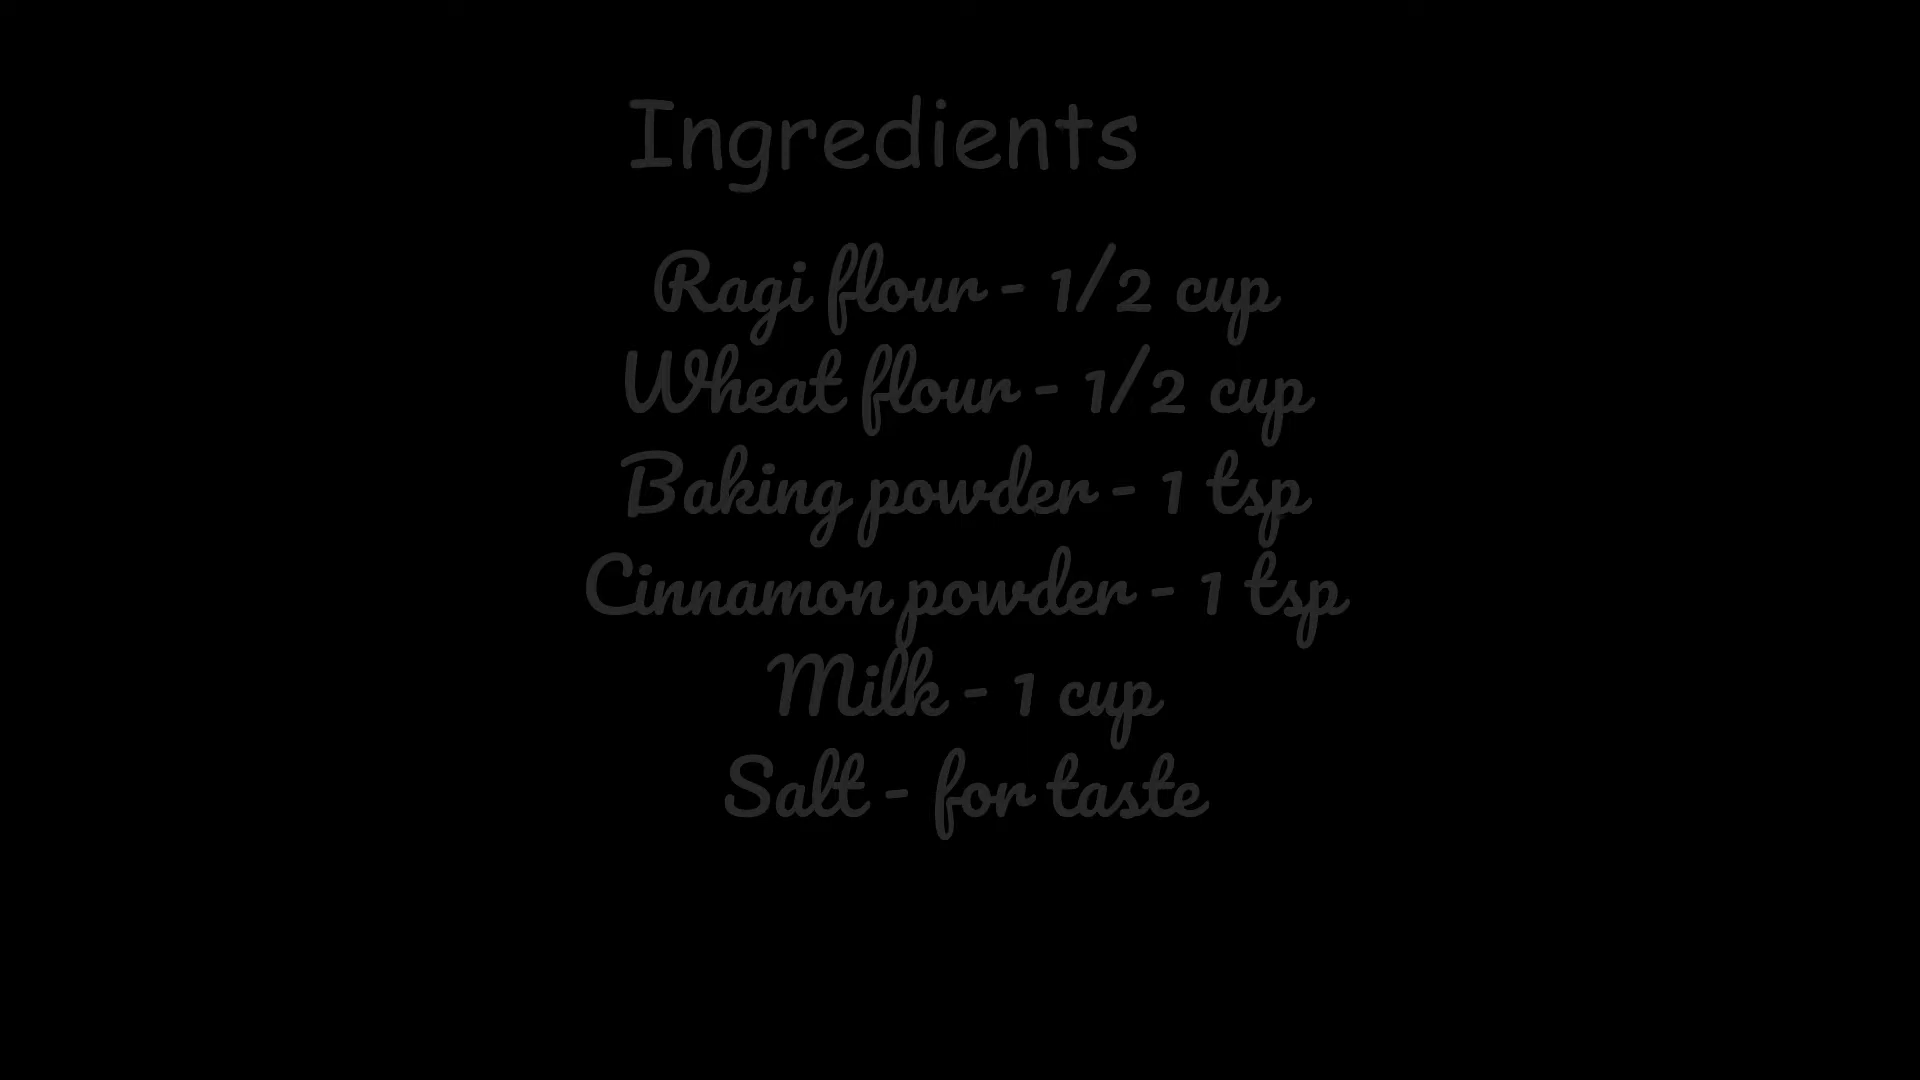 Ingredients
Ragi flour - 1/2 cup
Wheat flour - 1/2 cup
Baking powder - 1 tsp
Cinnamon powder - 1 tsp
Milk - 1 cup
Salt - for taste